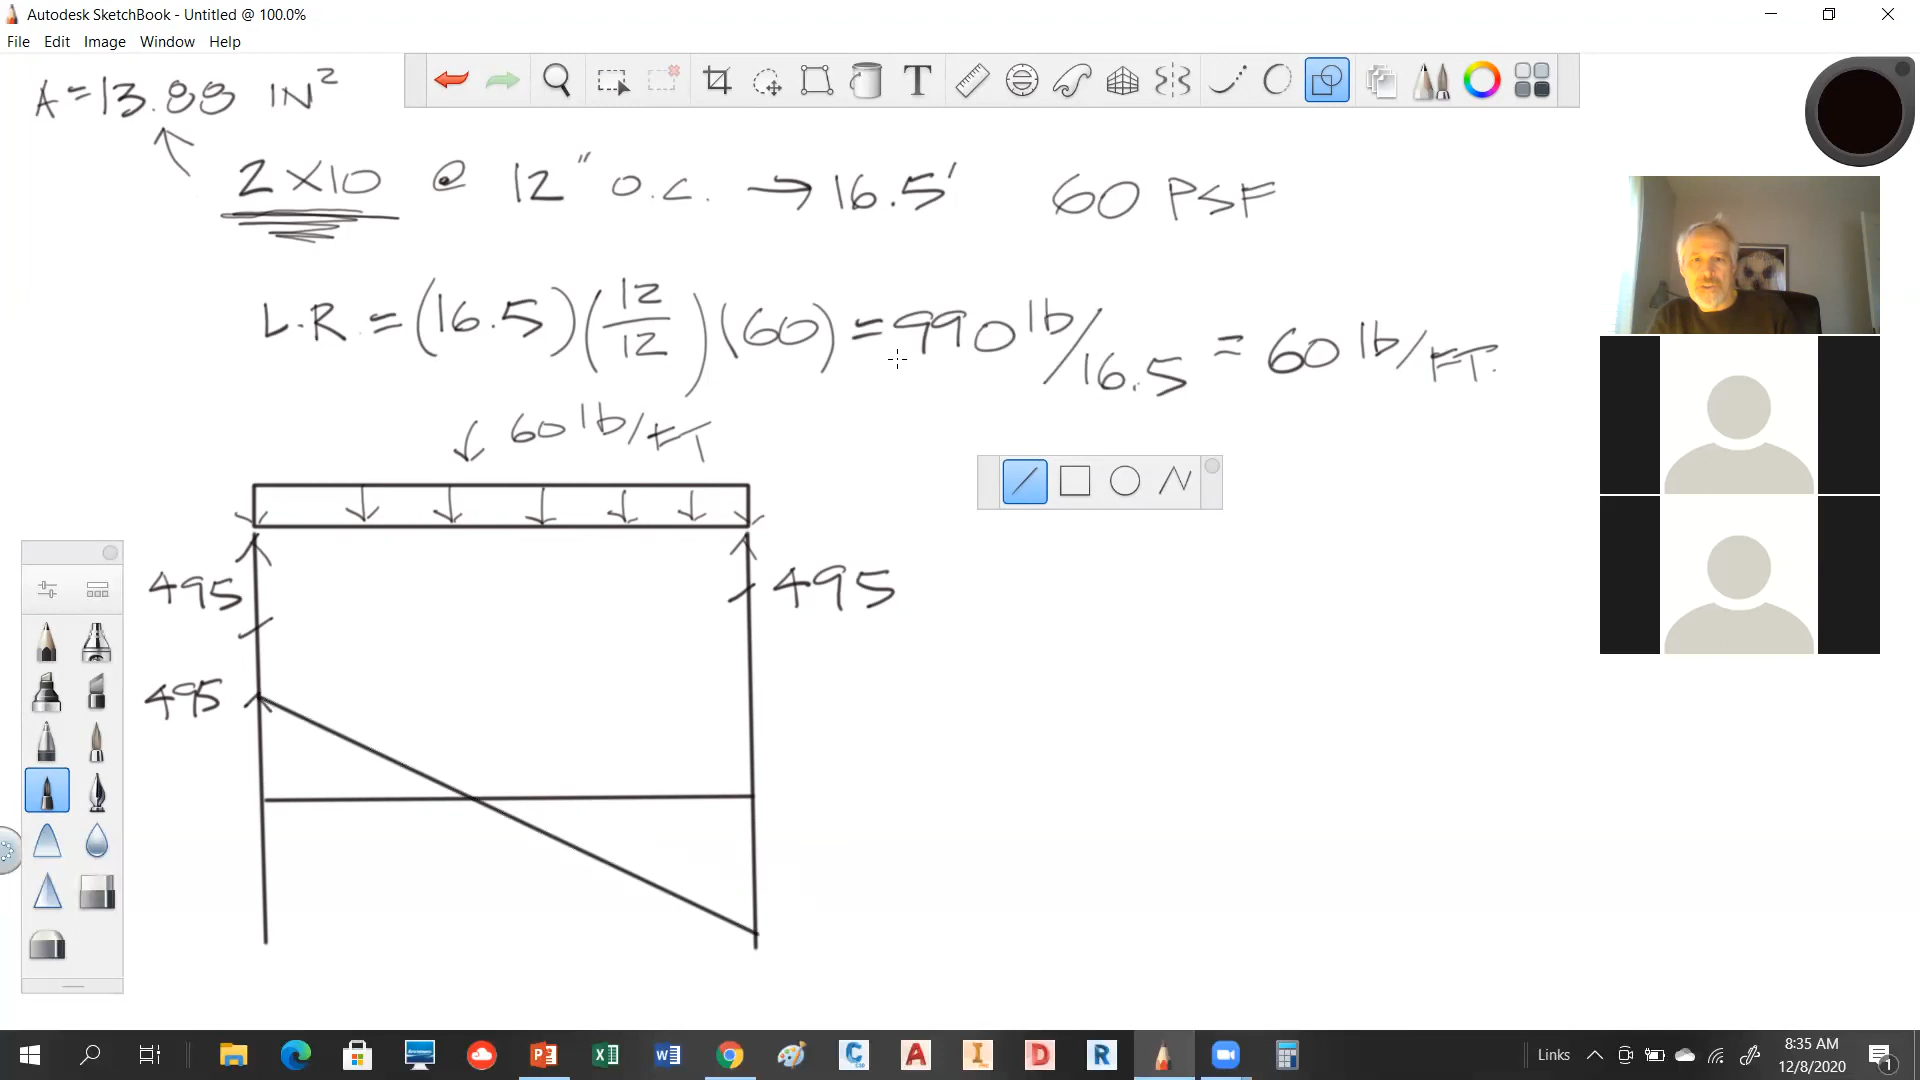 Autodesk SketchBook - Untitled @ 100.0%
File Edit Image Window Help
A=13.88 IN²
2X10 @ 12" O.C. → 16.5' 60 PSF
L.R = (16.5)(12/12)(60) = 990 lb/16.5 = 60 lb/FT.
↓ 60 lb/FT
495
495
495
Links
8:35 AM
12/8/2020
1